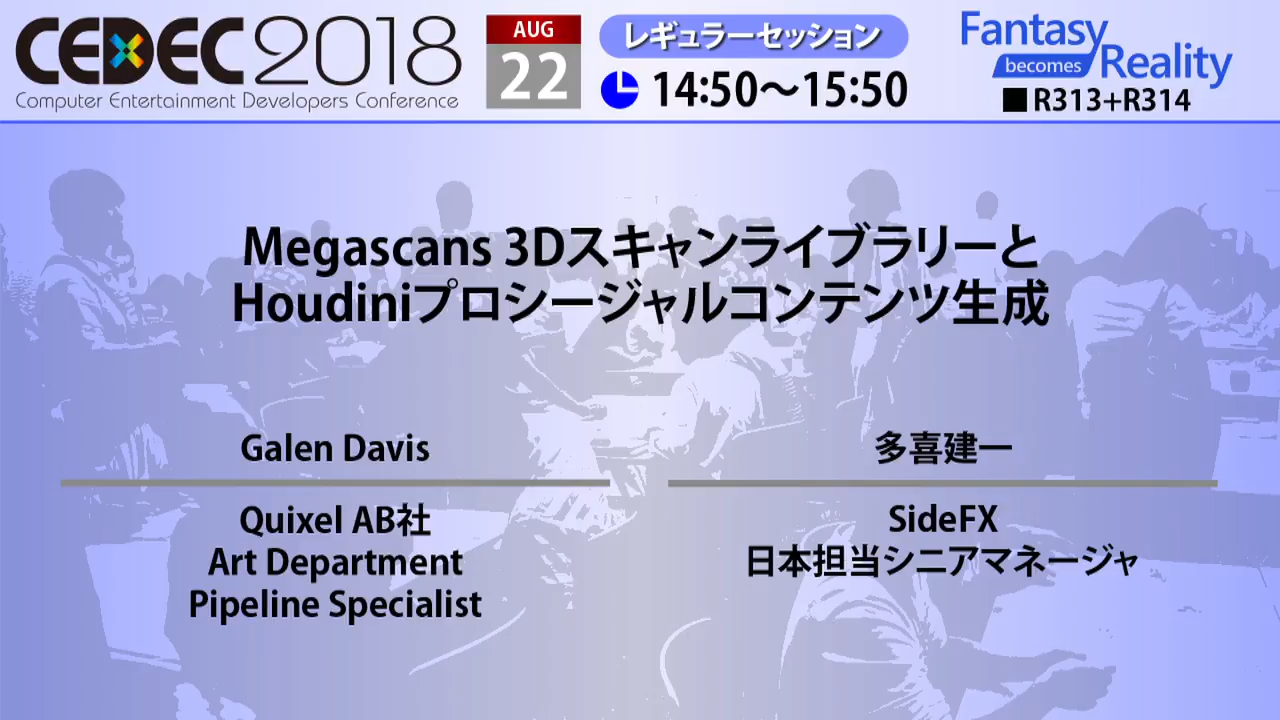 CEDEC2018
Computer Entertainment Developers Conference
AUG
22
レギュラーセッション
14:50〜15:50
Fantasy
becomes Reality
■R313+R314
Megascans 3Dスキャンライブラリーと
Houdiniプロシージャルコンテンツ生成
Galen Davis
Quixel AB社
Art Department
Pipeline Specialist
多喜建一
SideFX
日本担当シニアマネージャ